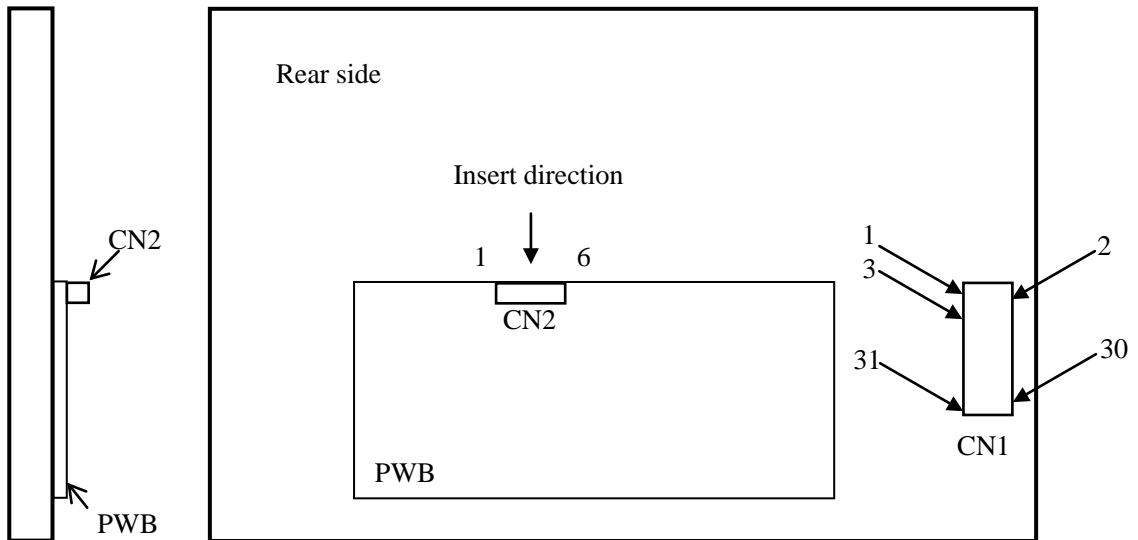 Rear side
Insert direction
CN2
1
6
1
2
3
CN2
31
30
CN1
PWB
PWB